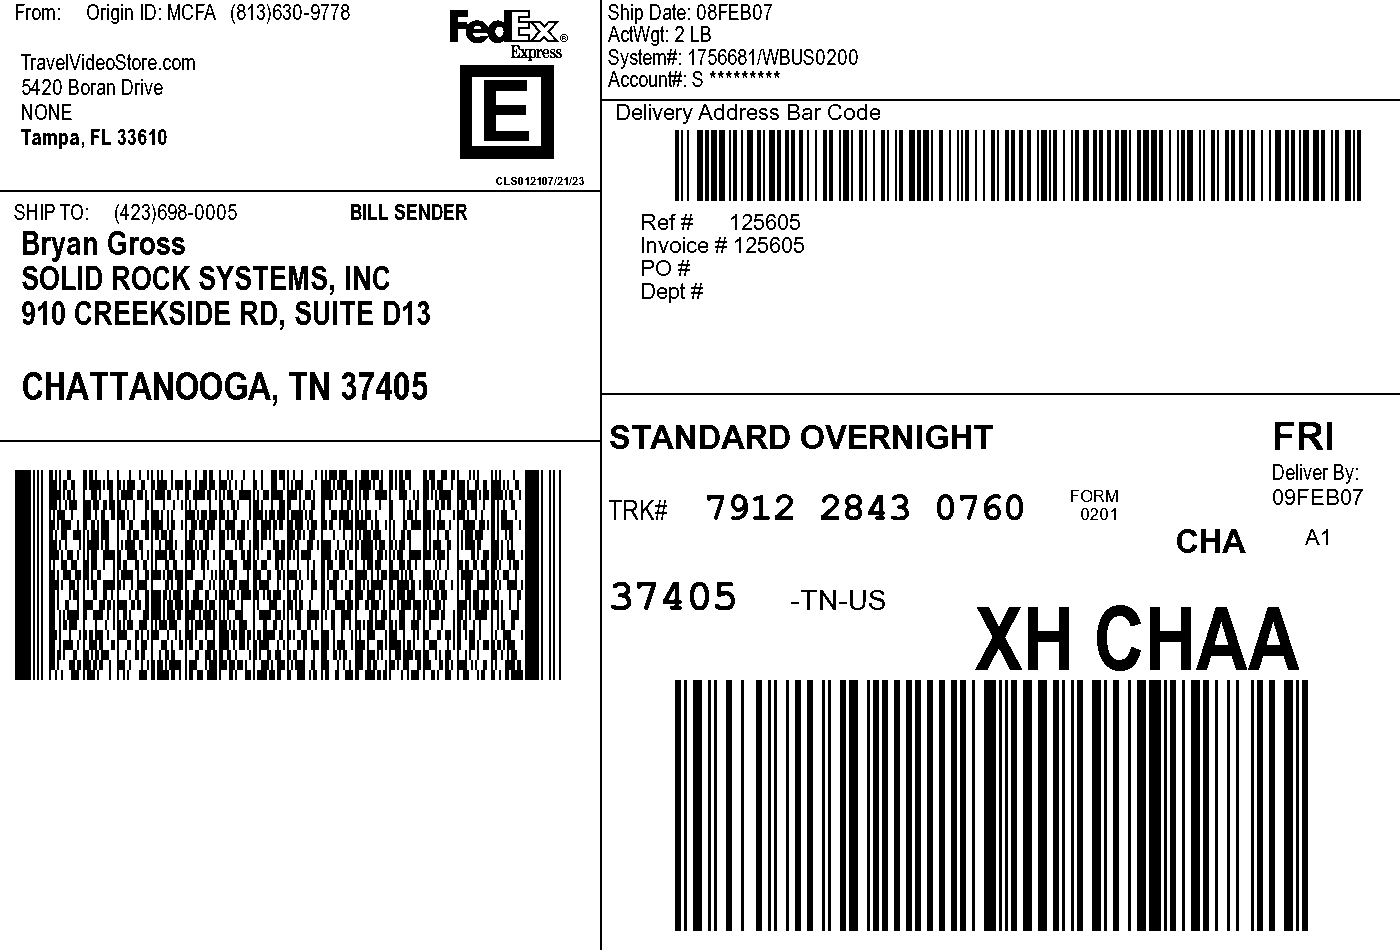 From: Origin ID: MCFA (813)630-9778
TravelVideoStore.com
5420 Boran Drive
NONE
Tampa, FL 33610
FedEx®
Express
E
CLS012107/21/23
Ship Date: 08FEB07
ActWgt: 2 LB
System#: 1756681/WBUS0200
Account#: S *********
Delivery Address Bar Code
Ref # 125605
Invoice # 125605
PO #
Dept #
SHIP TO: (423)698-0005 BILL SENDER
Bryan Gross
SOLID ROCK SYSTEMS, INC
910 CREEKSIDE RD, SUITE D13
CHATTANOOGA, TN 37405
STANDARD OVERNIGHT FRI
Deliver By:
09FEB07
TRK# 7912 2843 0760 FORM
0201
CHA A1
37405 -TN-US
XH CHAA